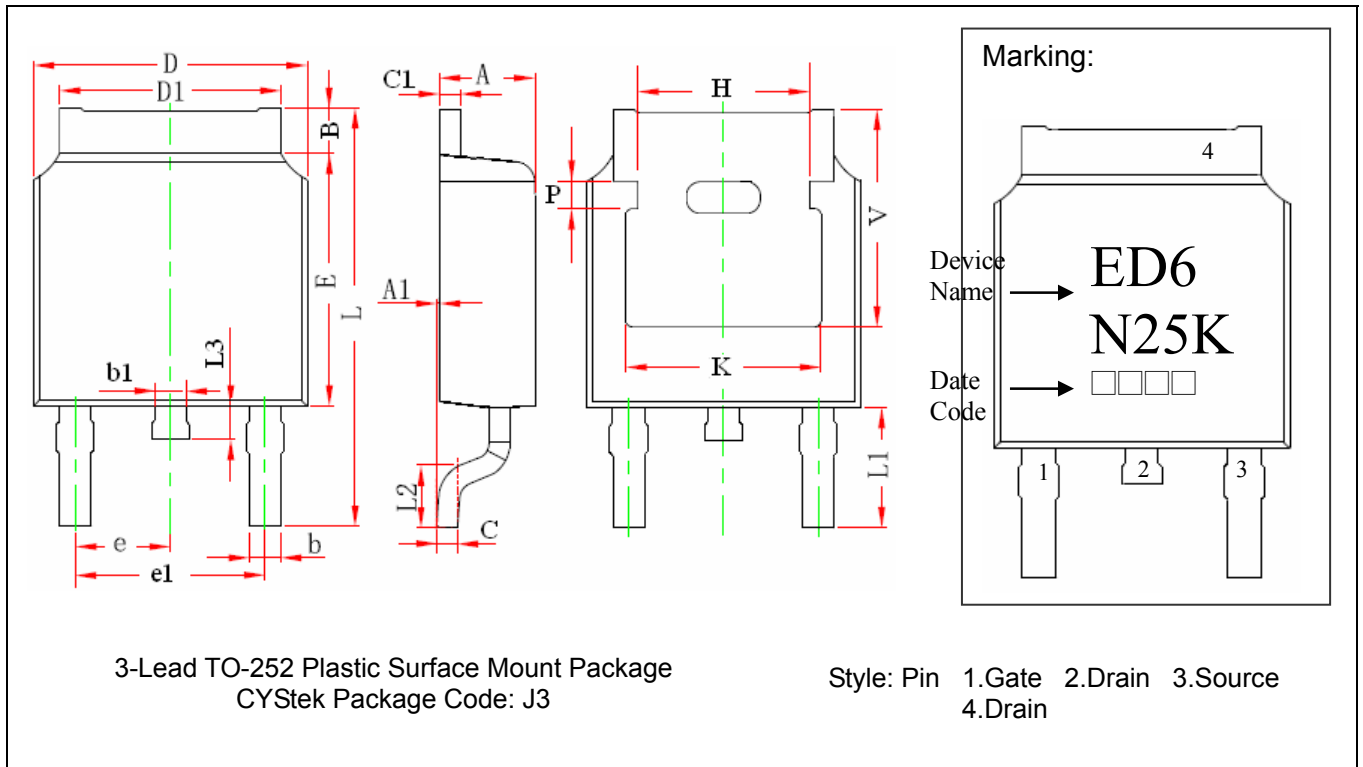 D
D1
B
E
L
L3
b1
e
e1
b
C1
A
A1
L2
C
H
P
V
K
L1
Marking:
4
Device
Name
ED6
N25K
Date
Code
□□□□
1
2
3
3-Lead TO-252 Plastic Surface Mount Package
CYStek Package Code: J3
Style: Pin 1.Gate 2.Drain 3.Source
4.Drain